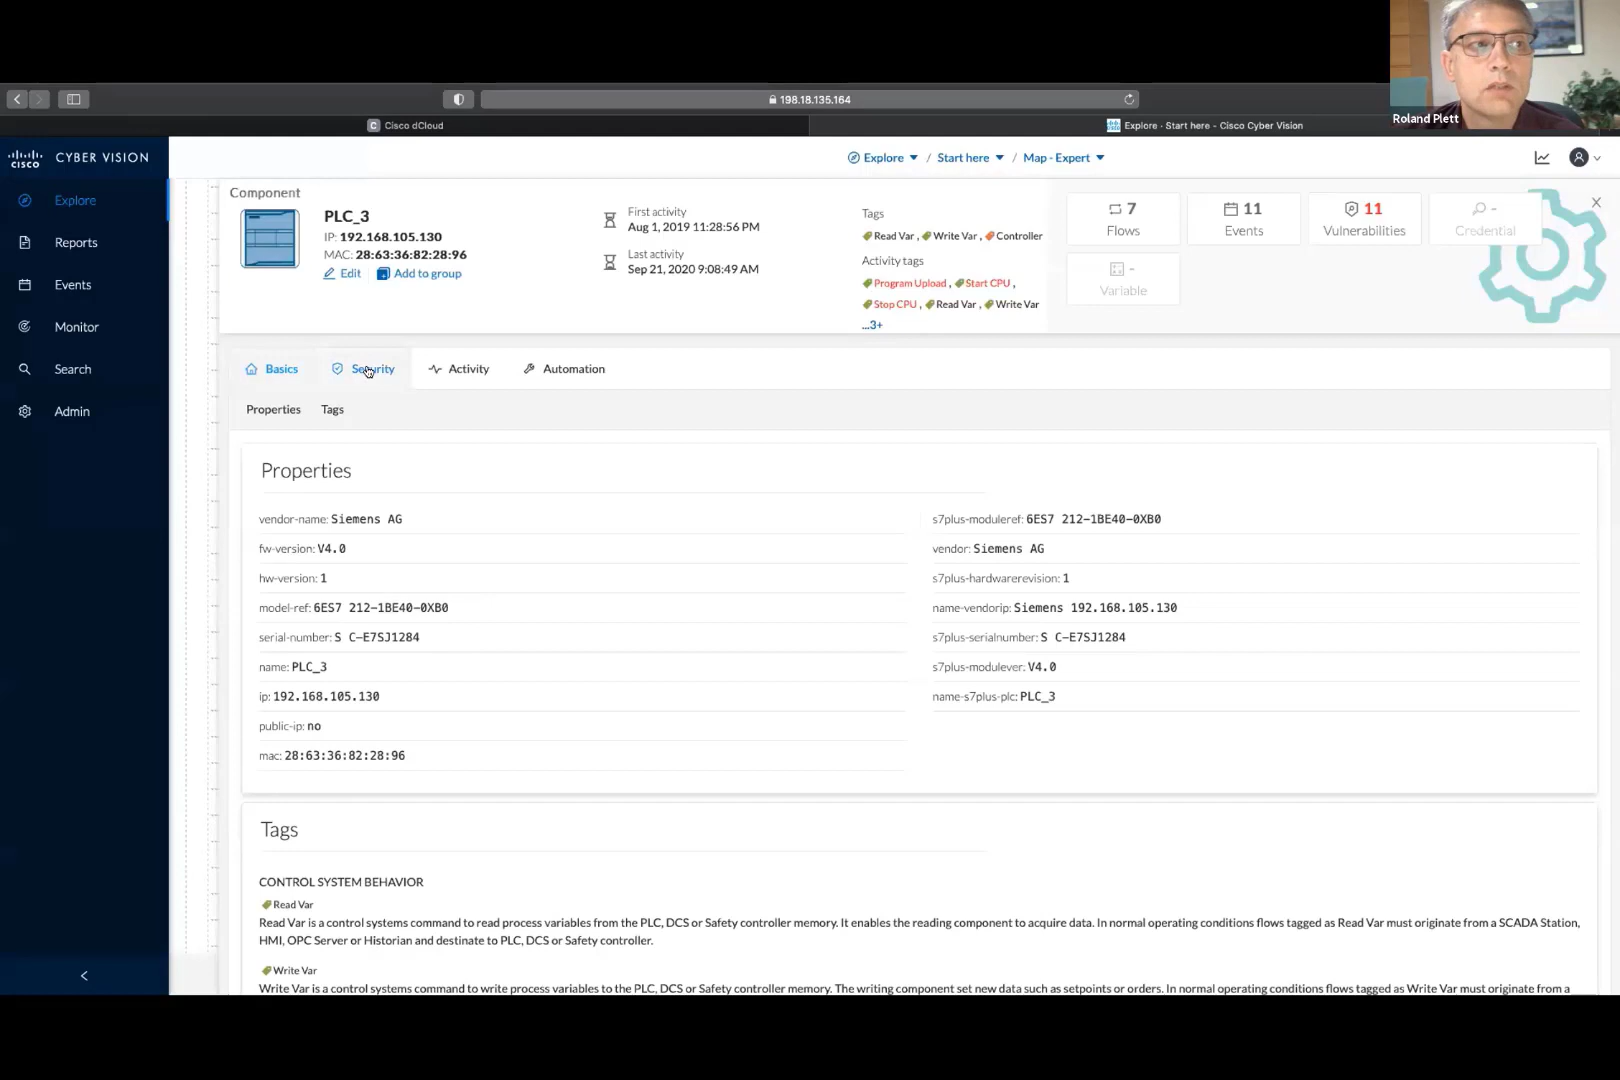 Roland Plett
198.18.135.164
C Cisco dCloud
Explore · Start here - Cisco Cyber Vision
CISCO CYBER VISION
Explore / Start here / Map - Expert
Explore
Reports
Events
Monitor
Search
Admin
Component
PLC_3
IP: 192.168.105.130
MAC: 28:63:36:82:28:96
Edit Add to group
First activity
Aug 1, 2019 11:28:56 PM
Last activity
Sep 21, 2020 9:08:49 AM
Tags
Read Var , Write Var , Controller
Activity tags
Program Upload , Start CPU ,
Stop CPU , Read Var , Write Var
...3+
7
Flows
11
Events
11
Vulnerabilities
-
Credential
-
Variable
Basics Security Activity Automation
Properties Tags
Properties
vendor-name: Siemens AG
fw-version: V4.0
hw-version: 1
model-ref: 6ES7 212-1BE40-0XB0
serial-number: S C-E7SJ1284
name: PLC_3
ip: 192.168.105.130
public-ip: no
mac: 28:63:36:82:28:96
s7plus-moduleref: 6ES7 212-1BE40-0XB0
vendor: Siemens AG
s7plus-hardwarerevision: 1
name-vendorip: Siemens 192.168.105.130
s7plus-serialnumber: S C-E7SJ1284
s7plus-modulever: V4.0
name-s7plus-plc: PLC_3
Tags
CONTROL SYSTEM BEHAVIOR
Read Var
Read Var is a control systems command to read process variables from the PLC, DCS or Safety controller memory. It enables the reading component to acquire data. In normal operating conditions flows tagged as Read Var must originate from a SCADA Station,
HMI, OPC Server or Historian and destinate to PLC, DCS or Safety controller.
Write Var
Write Var is a control systems command to write process variables to the PLC, DCS or Safety controller memory. The writing component set new data such as setpoints or orders. In normal operating conditions flows tagged as Write Var must originate from a